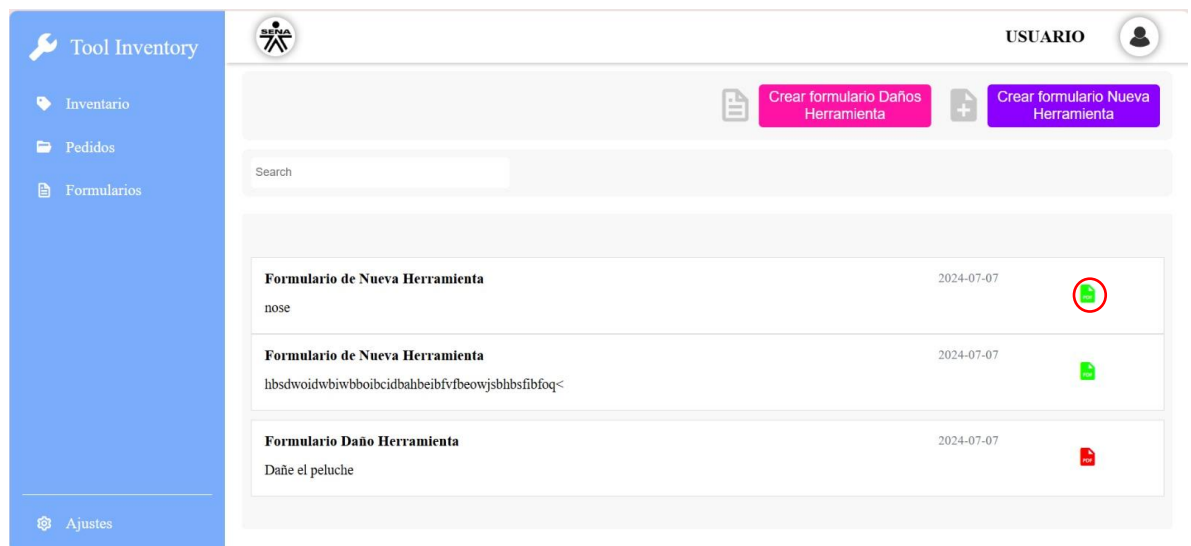 Tool Inventory
SENA
USUARIO
Inventario
Pedidos
Formularios
Ajustes
Crear formulario Daños
Herramienta
Crear formulario Nueva
Herramienta
Search
Formulario de Nueva Herramienta
2024-07-07
nose
PDF
Formulario de Nueva Herramienta
2024-07-07
hbsdwoidwbiwbboibcidbahbeibfvfbeowjsbhbsfibfoq<
PDF
Formulario Daño Herramienta
2024-07-07
Dañe el peluche
PDF